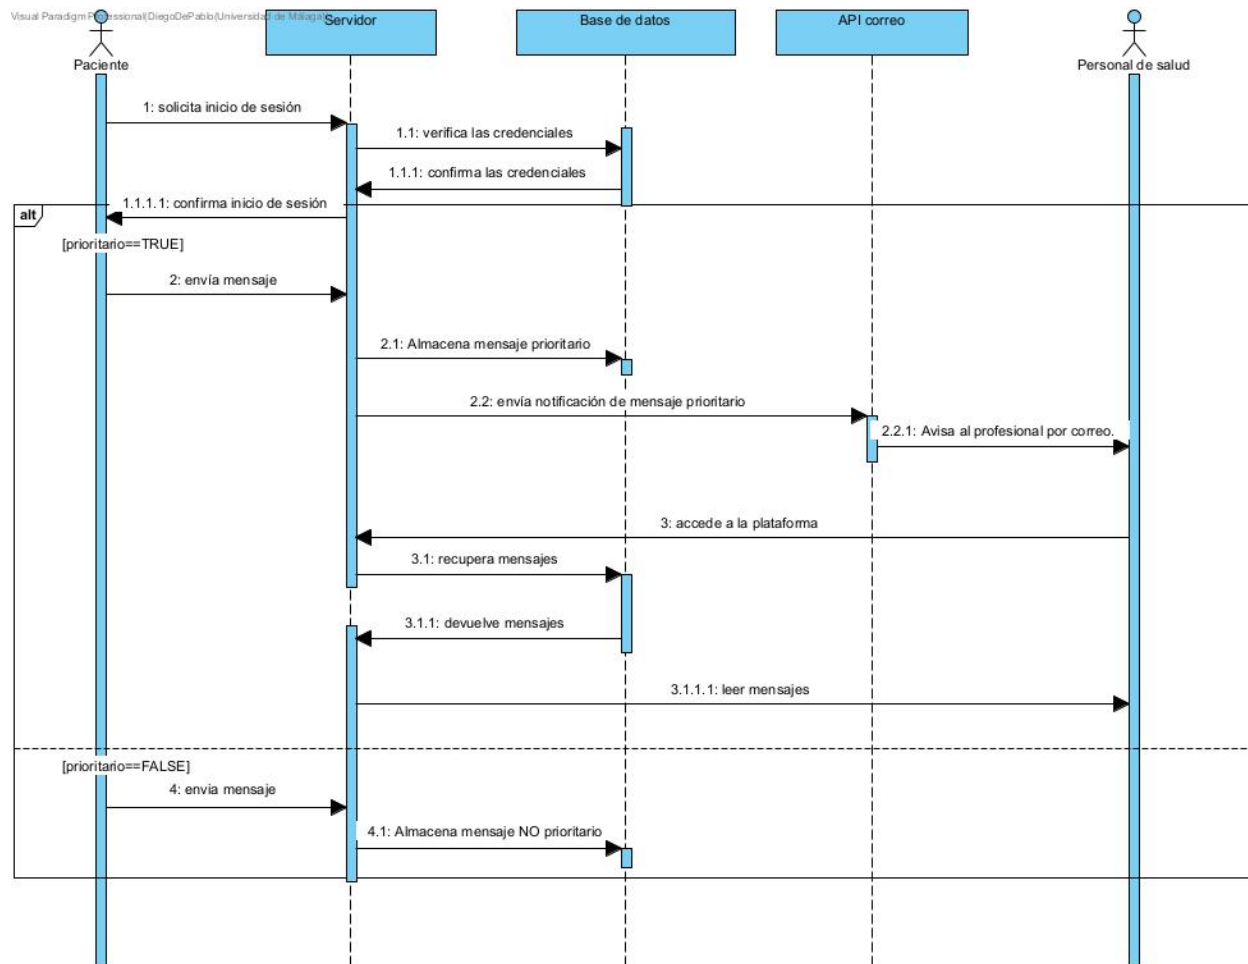 Visual Paradigm Professional(DiegoDePablo(Universidad de Málaga))
Servidor
Base de datos
API correo
Paciente
Personal de salud
1: solicita inicio de sesión
1.1: verifica las credenciales
1.1.1: confirma las credenciales
1.1.1.1: confirma inicio de sesión
alt
[prioritario==TRUE]
2: envía mensaje
2.1: Almacena mensaje prioritario
2.2: envía notificación de mensaje prioritario
2.2.1: Avisa al profesional por correo.
3: accede a la plataforma
3.1: recupera mensajes
3.1.1: devuelve mensajes
3.1.1.1: leer mensajes
[prioritario==FALSE]
4: envia mensaje
4.1: Almacena mensaje NO prioritario